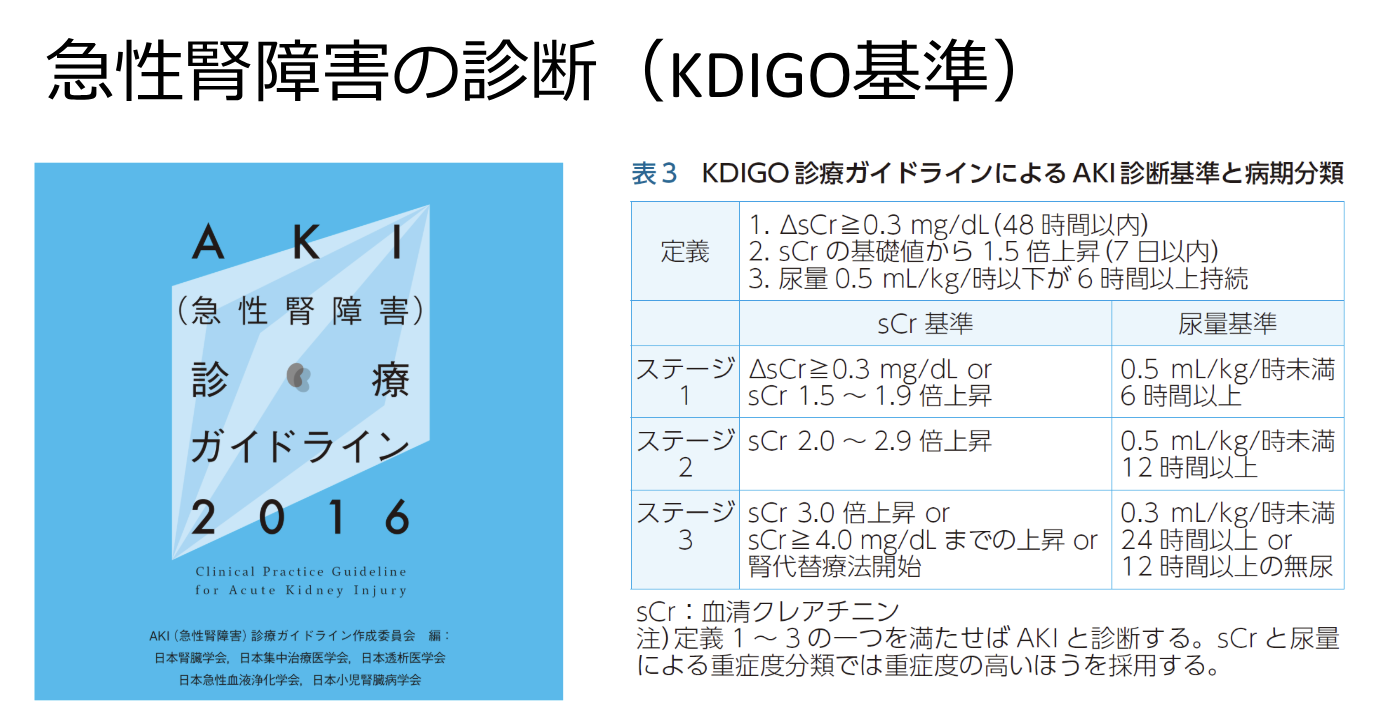 急性腎障害の診断（KDIGO基準）
AKI
（急性腎障害）
診療
ガイドライン
2016
Clinical Practice Guideline
for Acute Kidney Injury
AKI（急性腎障害）診療ガイドライン作成委員会　編：
日本腎臓学会，日本集中治療医学会，日本透析医学会
日本急性血液浄化学会，日本小児腎臓病学会
表3　KDIGO 診療ガイドラインによる AKI 診断基準と病期分類
定義
1. ΔsCr≧0.3 mg/dL（48 時間以内）
2. sCr の基礎値から 1.5 倍上昇（7 日以内）
3. 尿量 0.5 mL/kg/時以下が 6 時間以上持続
sCr 基準
尿量基準
ステージ
1
ΔsCr≧0.3 mg/dL or
sCr 1.5 〜 1.9 倍上昇
0.5 mL/kg/時未満
6 時間以上
ステージ
2
sCr 2.0 〜 2.9 倍上昇
0.5 mL/kg/時未満
12 時間以上
ステージ
3
sCr 3.0 倍上昇 or
sCr≧4.0 mg/dL までの上昇 or
腎代替療法開始
0.3 mL/kg/時未満
24 時間以上 or
12 時間以上の無尿
sCr：血清クレアチニン
注）定義 1 〜 3 の一つを満たせば AKI と診断する。sCr と尿量
による重症度分類では重症度の高いほうを採用する。